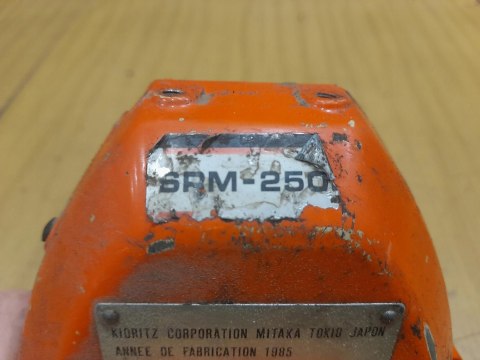 SRM-250
KIORITZ CORPORATION MITAKA TOKIO JAPON
ANNEE DE FABRICATION 1985